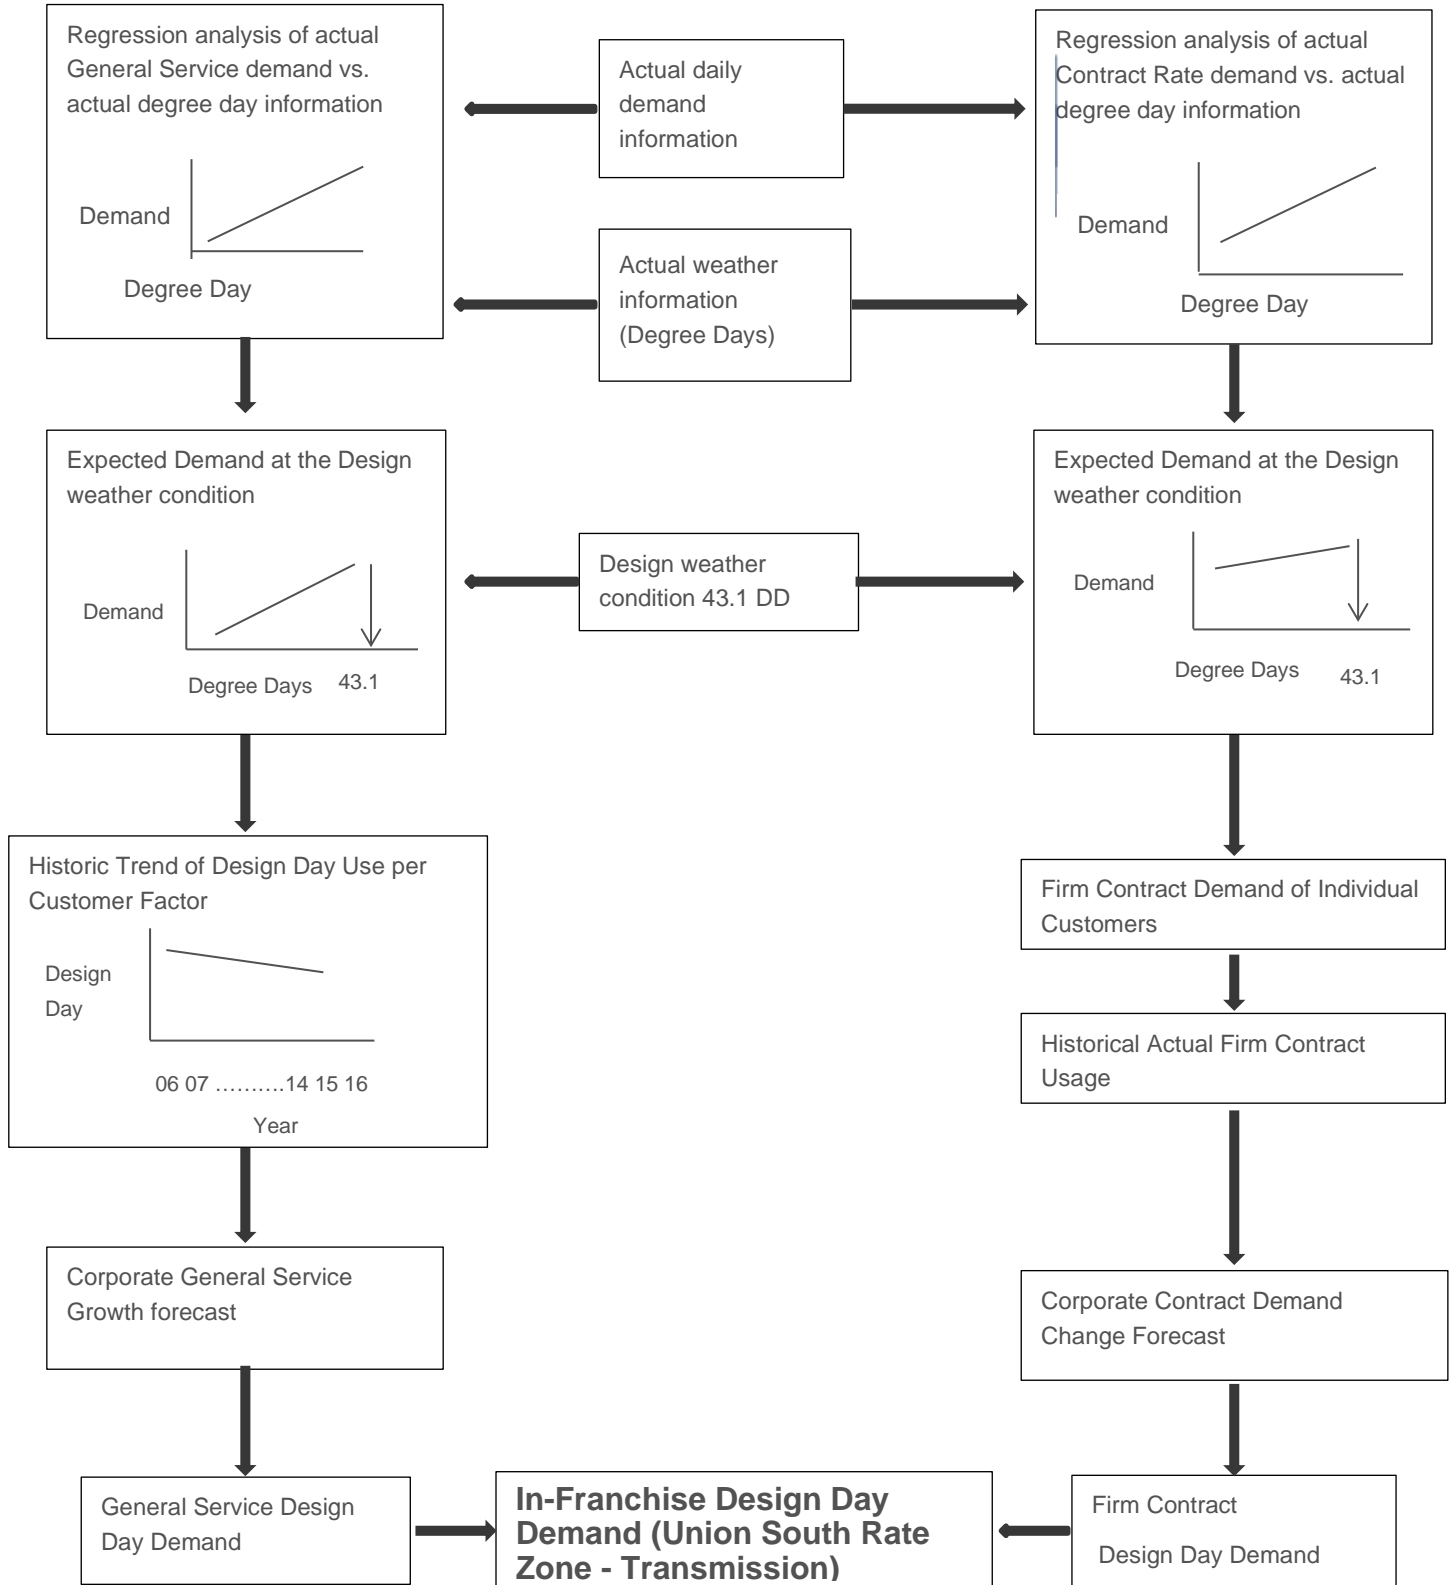 Regression analysis of actual
General Service demand vs.
actual degree day information
Demand
Degree Day
Actual daily
demand
information
Regression analysis of actual
Contract Rate demand vs. actual
degree day information
Demand
Degree Day
Actual weather
information
(Degree Days)
Expected Demand at the Design
weather condition
Demand
Degree Days
43.1
Design weather
condition 43.1 DD
Expected Demand at the Design
weather condition
Demand
Degree Days
43.1
Historic Trend of Design Day Use per
Customer Factor
Design
Day
06 07 ……….14 15 16
Year
Firm Contract Demand of Individual
Customers
Historical Actual Firm Contract
Usage
Corporate General Service
Growth forecast
Corporate Contract Demand
Change Forecast
General Service Design
Day Demand
In-Franchise Design Day
Demand (Union South Rate
Zone - Transmission)
Firm Contract
Design Day Demand